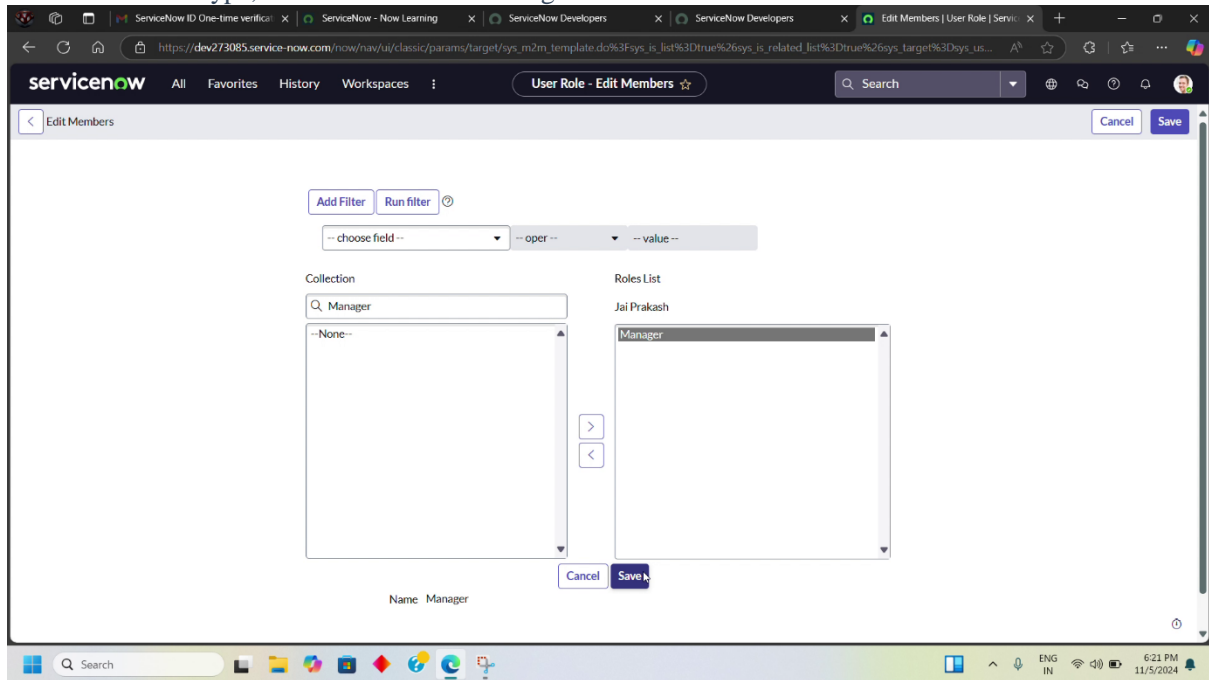 ServiceNow ID One-time verificat
ServiceNow - Now Learning
ServiceNow Developers
ServiceNow Developers
Edit Members | User Role | Servic
https://dev273085.service-now.com/now/nav/ui/classic/params/target/sys_m2m_template.do%3Fsys_is_list%3Dtrue%26sys_is_related_list%3Dtrue%26sys_target%3Dsys_us...
servicenow
All
Favorites
History
Workspaces
User Role - Edit Members
Search
Edit Members
Cancel
Save
Add Filter
Run filter
-- choose field --
-- oper --
-- value --
Collection
Roles List
Manager
Jai Prakash
--None--
Manager
>
<
Cancel
Save
Name Manager
Search
ENG
IN
6:21 PM
11/5/2024